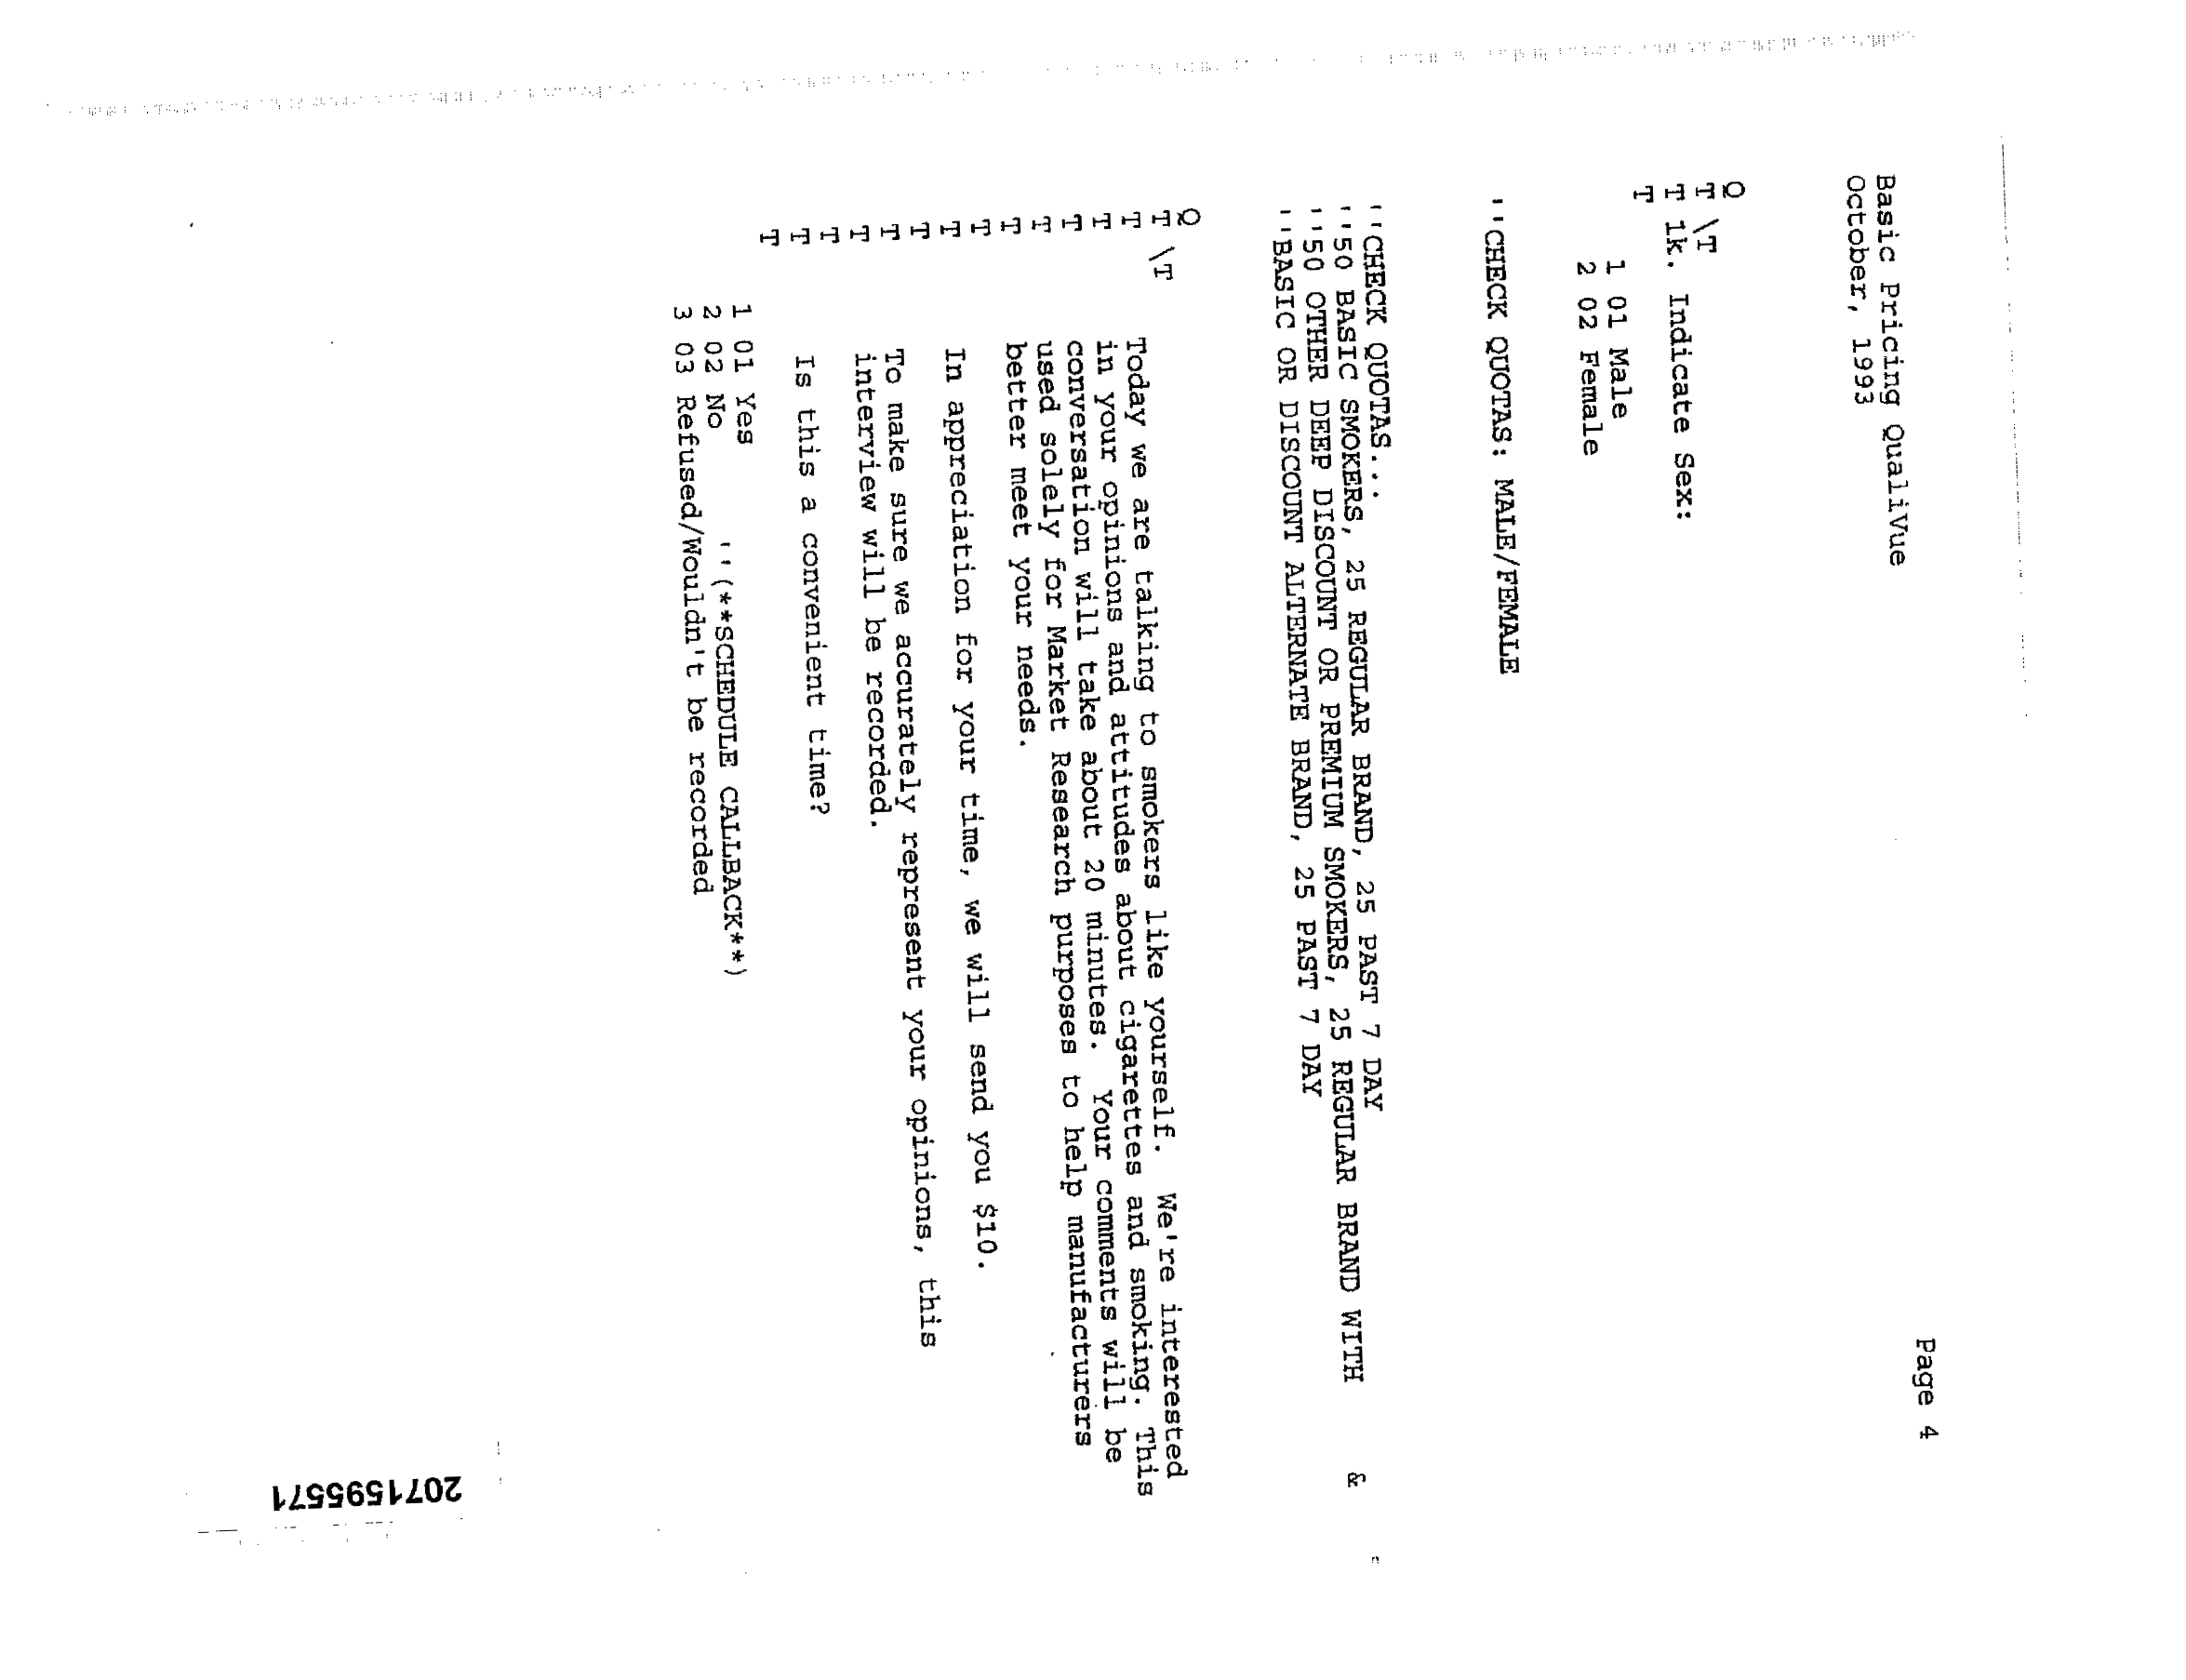 Basic Pricing QualiVue Page 4
October, 1993
Q
T \T
T 1k. Indicate Sex:
T
1 01 Male
2 02 Female
''CHECK QUOTAS: MALE/FEMALE
''CHECK QUOTAS...
''50 BASIC SMOKERS, 25 REGULAR BRAND, 25 PAST 7 DAY
''50 OTHER DEEP DISCOUNT OR PREMIUM SMOKERS, 25 REGULAR BRAND WITH &
''BASIC OR DISCOUNT ALTERNATE BRAND, 25 PAST 7 DAY
Q
T \T
T Today we are talking to smokers like yourself. We're interested
T in your opinions and attitudes about cigarettes and smoking. This
T conversation will take about 20 minutes. Your comments will be
T used solely for Market Research purposes to help manufacturers
T better meet your needs.
T
T In appreciation for your time, we will send you $10.
T
T To make sure we accurately represent your opinions, this
T interview will be recorded.
T
T Is this a convenient time?
T
1 01 Yes
2 02 No ''(**SCHEDULE CALLBACK**)
3 03 Refused/Wouldn't be recorded
2071595571